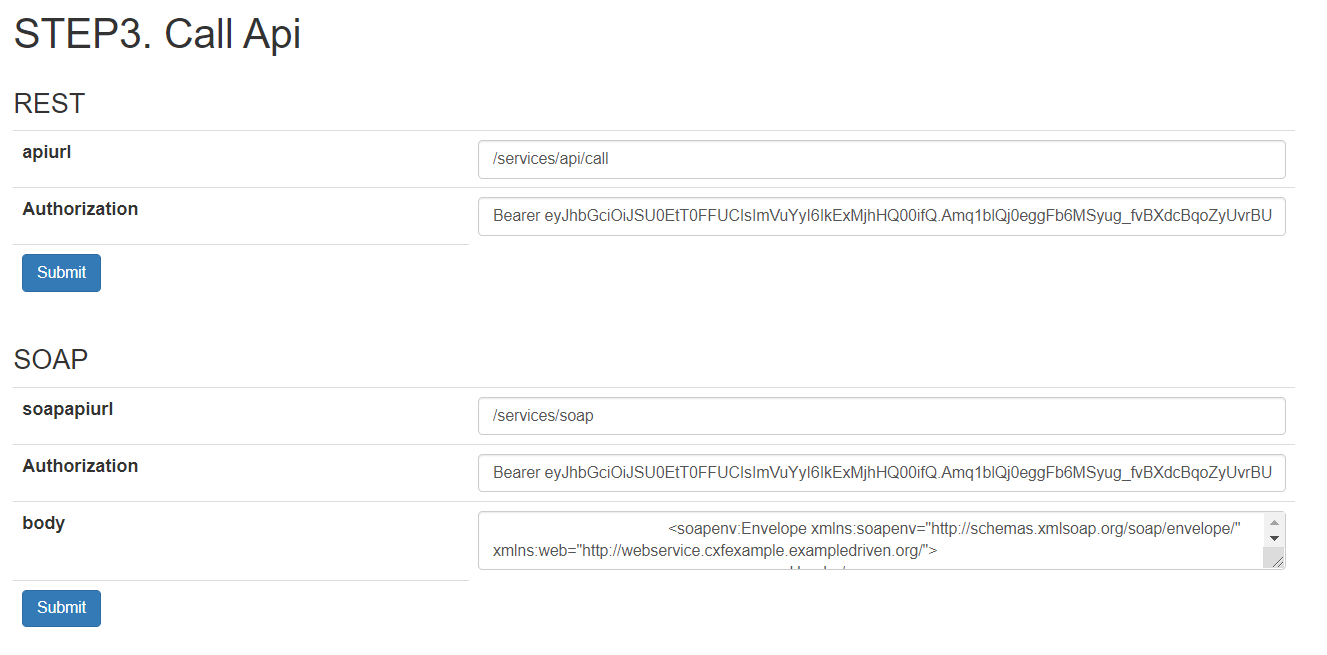 STEP3. Call Api
REST
apiurl
/services/api/call
Authorization
Bearer eyJhbGciOiJSU0EtT0FFUCIsImVuYyI6IkExMjhHQ00ifQ.Amq1blQj0eggFb6MSyug_fvBXdcBqoZyUvrBU
Submit
SOAP
soapapiurl
/services/soap
Authorization
Bearer eyJhbGciOiJSU0EtT0FFUCIsImVuYyI6IkExMjhHQ00ifQ.Amq1blQj0eggFb6MSyug_fvBXdcBqoZyUvrBU
body
<soapenv:Envelope xmlns:soapenv="http://schemas.xmlsoap.org/soap/envelope/"
xmlns:web="http://webservice.cxfexample.exampledriven.org/">
Submit